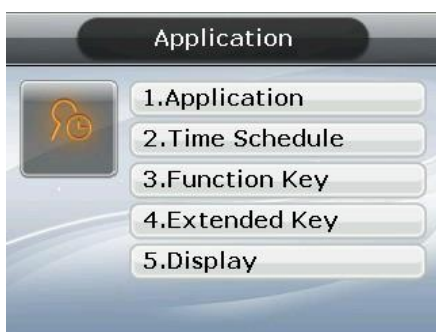 Application
1.Application
2.Time Schedule
3.Function Key
4.Extended Key
5.Display